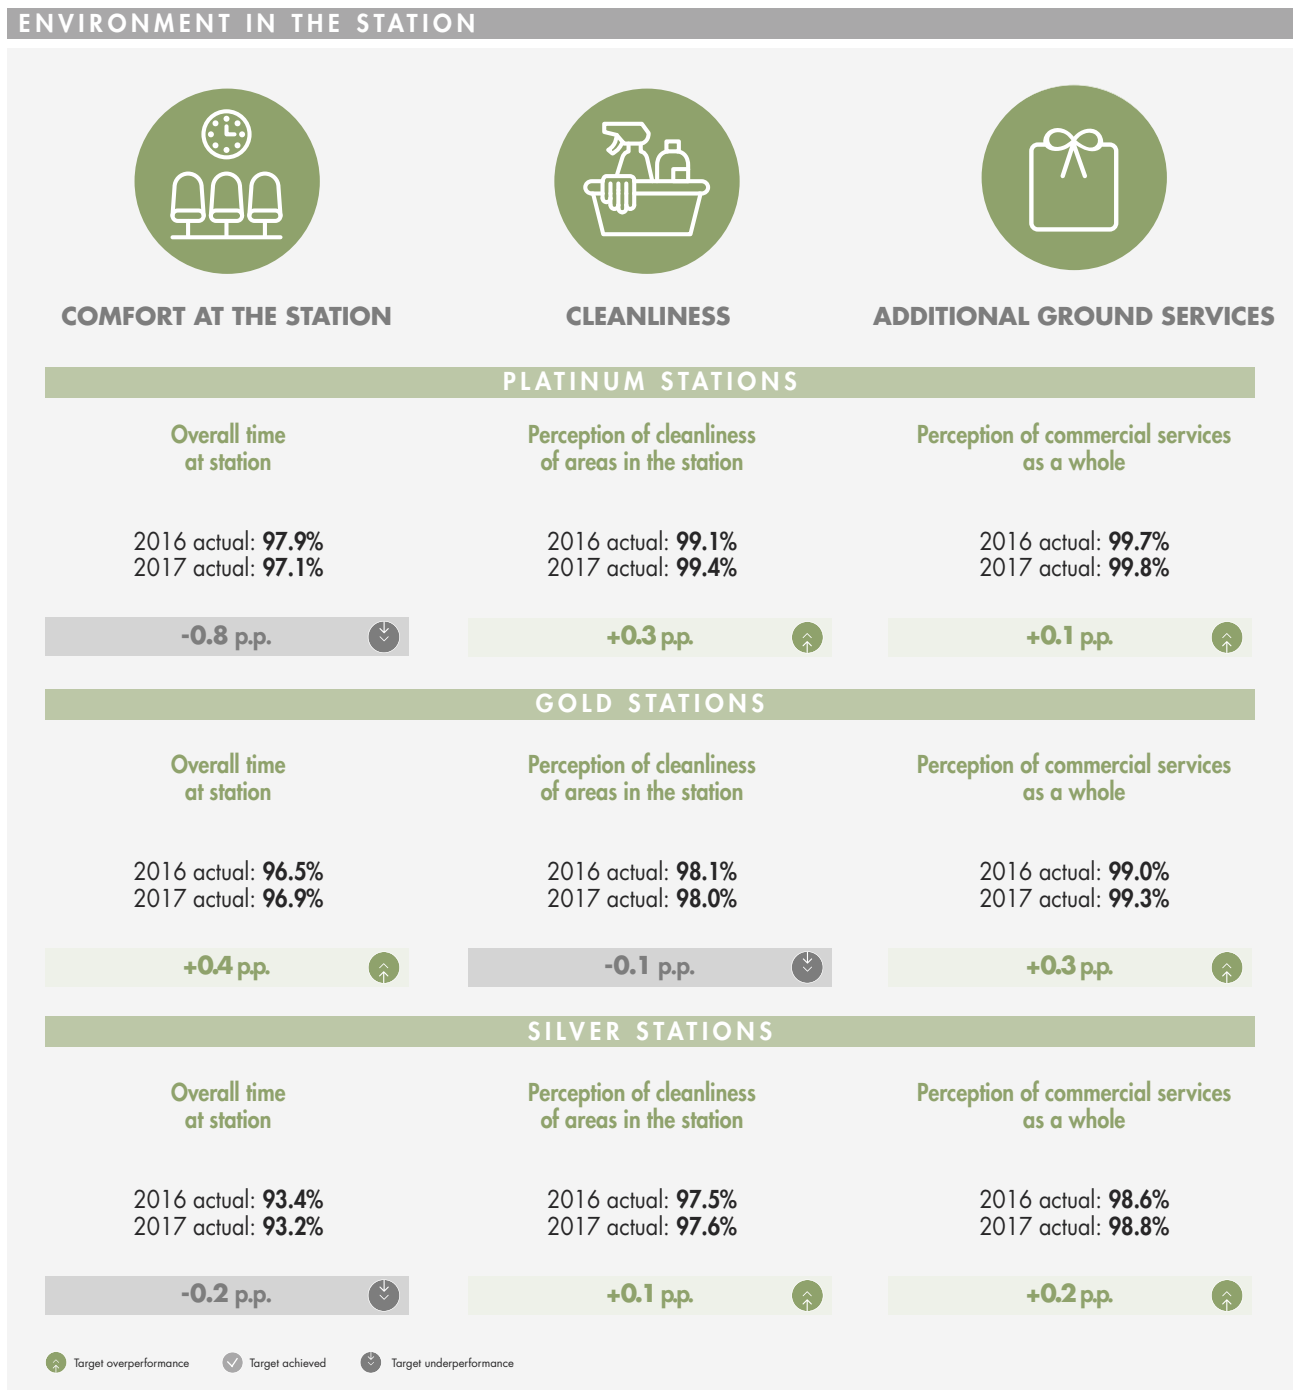 ENVIRONMENT IN THE STATION
COMFORT AT THE STATION
CLEANLINESS
ADDITIONAL GROUND SERVICES
PLATINUM STATIONS
Overall time
at station
Perception of cleanliness
of areas in the station
Perception of commercial services
as a whole
2016 actual: 97.9%
2017 actual: 97.1%
2016 actual: 99.1%
2017 actual: 99.4%
2016 actual: 99.7%
2017 actual: 99.8%
-0.8 p.p.
+0.3 p.p.
+0.1 p.p.
GOLD STATIONS
Overall time
at station
Perception of cleanliness
of areas in the station
Perception of commercial services
as a whole
2016 actual: 96.5%
2017 actual: 96.9%
2016 actual: 98.1%
2017 actual: 98.0%
2016 actual: 99.0%
2017 actual: 99.3%
+0.4 p.p.
-0.1 p.p.
+0.3 p.p.
SILVER STATIONS
Overall time
at station
Perception of cleanliness
of areas in the station
Perception of commercial services
as a whole
2016 actual: 93.4%
2017 actual: 93.2%
2016 actual: 97.5%
2017 actual: 97.6%
2016 actual: 98.6%
2017 actual: 98.8%
-0.2 p.p.
+0.1 p.p.
+0.2 p.p.
Target overperformance
Target achieved
Target underperformance